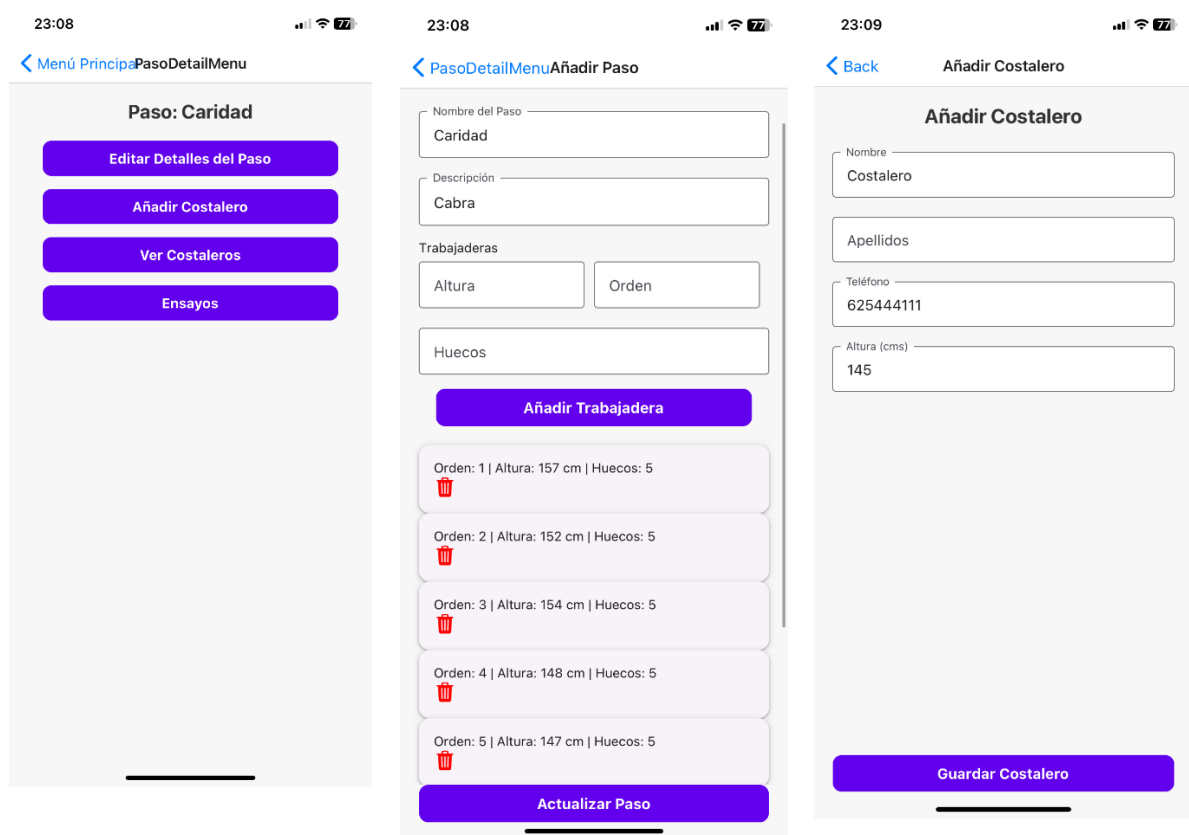 23:08
77
Menú Principa PasoDetailMenu
Paso: Caridad
Editar Detalles del Paso
Añadir Costalero
Ver Costaleros
Ensayos
23:08
77
PasoDetailMenu Añadir Paso
Nombre del Paso
Caridad
Descripción
Cabra
Trabajaderas
Altura Orden
Huecos
Añadir Trabajadera
Orden: 1 | Altura: 157 cm | Huecos: 5
Orden: 2 | Altura: 152 cm | Huecos: 5
Orden: 3 | Altura: 154 cm | Huecos: 5
Orden: 4 | Altura: 148 cm | Huecos: 5
Orden: 5 | Altura: 147 cm | Huecos: 5
Actualizar Paso
23:09
77
Back Añadir Costalero
Añadir Costalero
Nombre
Costalero
Apellidos
Teléfono
625444111
Altura (cms)
145
Guardar Costalero